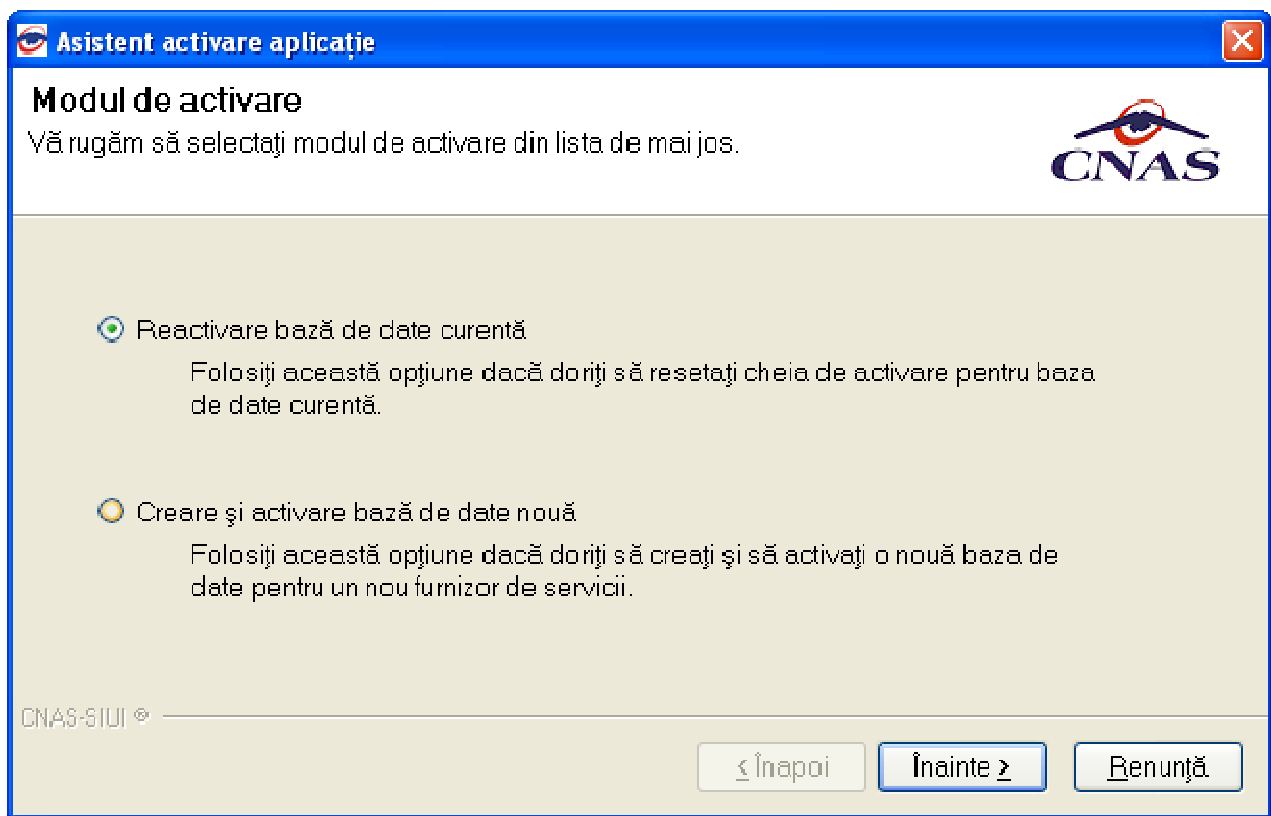 Asistent activare aplicație
Modul de activare
Vă rugăm să selectați modul de activare din lista de mai jos.
CNAS
Reactivare bază de date curentă
Folosiți această opțiune dacă doriți să resetați cheia de activare pentru baza
de date curentă.
Creare și activare bază de date nouă
Folosiți această opțiune dacă doriți să creați și să activați o nouă baza de
date pentru un nou furnizor de servicii.
CNAS-SIUI ®
< Înapoi
Înainte >
Renunță